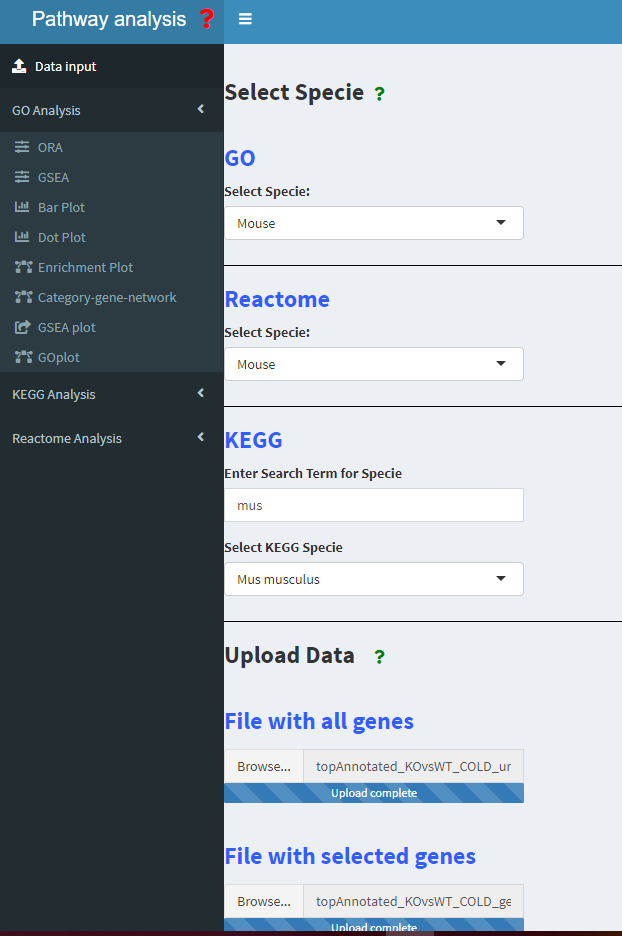 Pathway analysis ?
Data input
GO Analysis
ORA
GSEA
Bar Plot
Dot Plot
Enrichment Plot
Category-gene-network
GSEA plot
GOplot
KEGG Analysis
Reactome Analysis
Select Specie ?
GO
Select Specie:
Mouse
Reactome
Select Specie:
Mouse
KEGG
Enter Search Term for Specie
mus
Select KEGG Specie
Mus musculus
Upload Data ?
File with all genes
Browse... topAnnotated_KOvsWT_COLD_ur
Upload complete
File with selected genes
Browse... topAnnotated_KOvsWT_COLD_ge
Upload complete